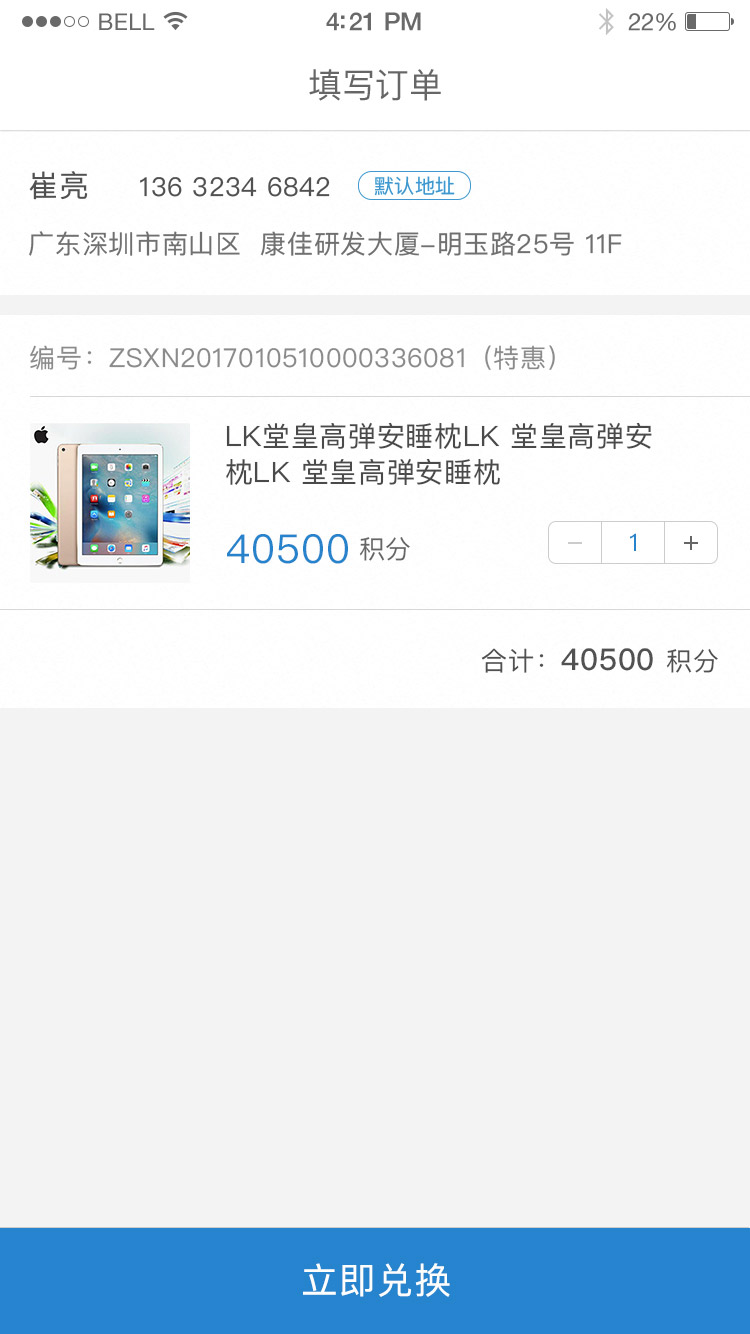 BELL 4:21 PM 22%
填写订单
崔亮 136 3234 6842 默认地址
广东深圳市南山区 康佳研发大厦-明玉路25号 11F
编号：ZSXN2017010510000336081（特惠）
LK堂皇高弹安睡枕LK 堂皇高弹安
枕LK 堂皇高弹安睡枕
40500 积分 － 1 +
合计：40500 积分
立即兑换